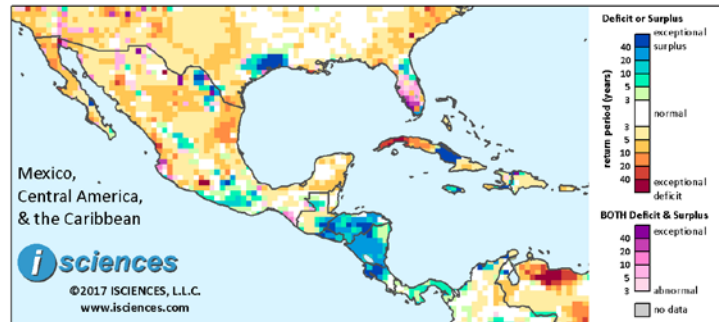 Mexico,
Central America,
& the Caribbean
i sciences
©2017 ISCIENCES, L.L.C.
www.isciences.com
Deficit or Surplus
return period (years)
exceptional
surplus
40
20
10
5
3
normal
3
5
10
20
40
exceptional
deficit
BOTH Deficit & Surplus
exceptional
40
20
10
5
3
abnormal
no data